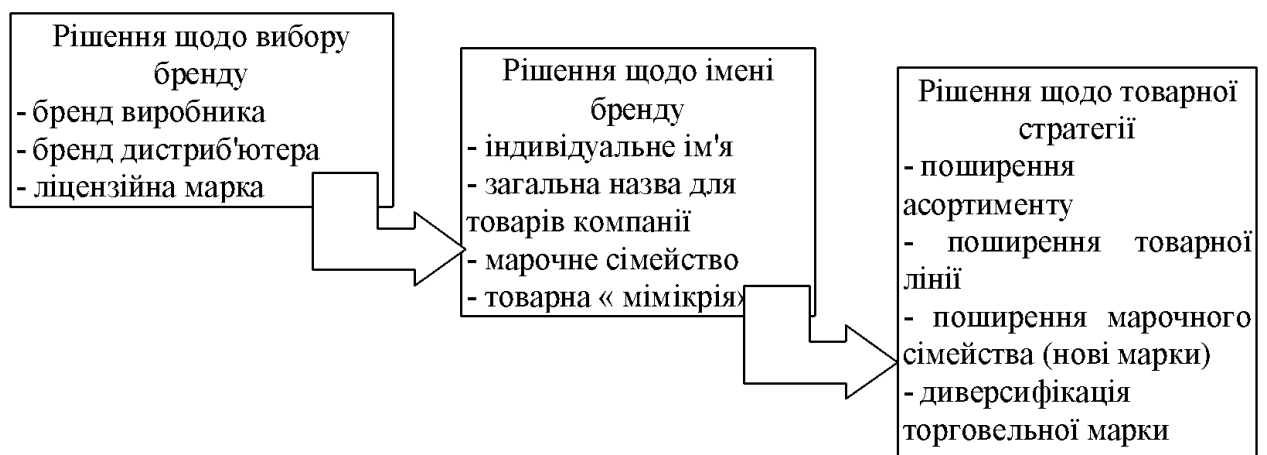 Рішення щодо вибору
бренду
- бренд виробника
- бренд дистриб'ютера
- ліцензійна марка
Рішення щодо імені
бренду
- індивідуальне ім'я
- загальна назва для
товарів компанії
- марочне сімейство
- товарна « мімікрія»
Рішення щодо товарної
стратегії
- поширення
асортименту
- поширення товарної
лінії
- поширення марочного
сімейства (нові марки)
- диверсифікація
торговельної марки